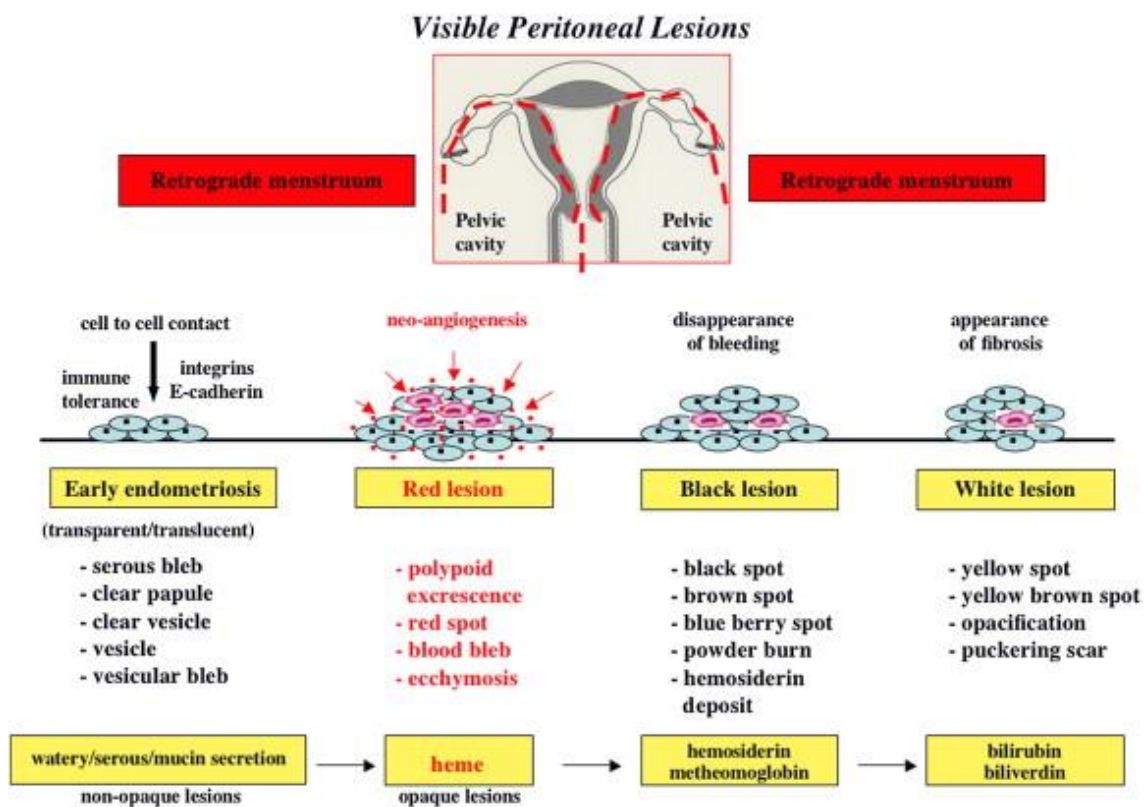 Visible Peritoneal Lesions
Retrograde menstruum
Retrograde menstruum
Pelvic
cavity
Pelvic
cavity
cell to cell contact
immune
tolerance
integrins
E-cadherin
neo-angiogenesis
disappearance
of bleeding
appearance
of fibrosis
Early endometriosis
Red lesion
Black lesion
White lesion
(transparent/translucent)
- serous bleb
- clear papule
- clear vesicle
- vesicle
- vesicular bleb
- polypoid
excrescence
- red spot
- blood bleb
- ecchymosis
- black spot
- brown spot
- blue berry spot
- powder burn
- hemosiderin
deposit
- yellow spot
- yellow brown spot
- opacification
- puckering scar
watery/serous/mucin secretion
heme
hemosiderin
metheomoglobin
bilirubin
biliverdin
non-opaque lesions
opaque lesions